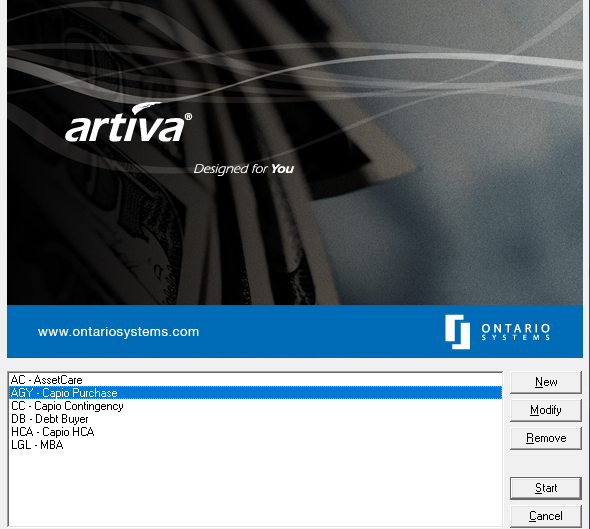 artiva®
Designed for You
www.ontariosystems.com
ONTARIO
SYSTEMS
AC - AssetCare
AGY - Capio Purchase
CC - Capio Contingency
DB - Debt Buyer
HCA - Capio HCA
LGL - MBA
New
Modify
Remove
Start
Cancel